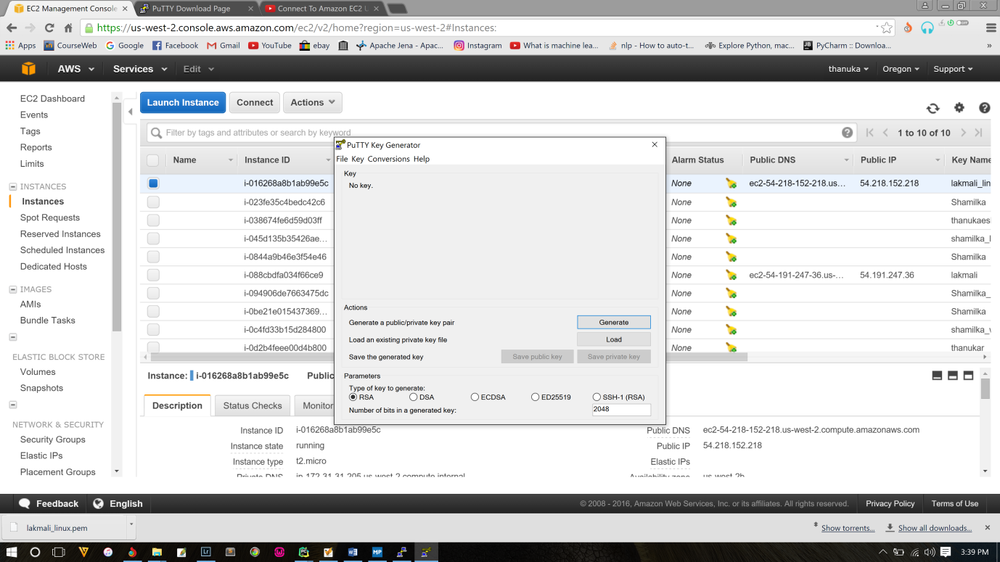 EC2 Management Console
PuTTY Download Page
Connect To Amazon EC2
https://us-west-2.console.aws.amazon.com/ec2/v2/home?region=us-west-2#Instances:
Apps CourseWeb Google Facebook Gmail YouTube ebay Apache Jena - Apac... Instagram What is machine lea... nlp - How to auto-t... Explore Python, mac... PyCharm :: Downloa... »
AWS Services Edit thanuka Oregon Support
EC2 Dashboard
Events
Tags
Reports
Limits
INSTANCES
Instances
Spot Requests
Reserved Instances
Scheduled Instances
Dedicated Hosts
IMAGES
AMIs
Bundle Tasks
ELASTIC BLOCK STORE
Volumes
Snapshots
NETWORK & SECURITY
Security Groups
Elastic IPs
Placement Groups
Launch Instance Connect Actions
Filter by tags and attributes or search by keyword
1 to 10 of 10
Name Instance ID Alarm Status Public DNS Public IP Key Name
i-016268a8b1ab99e5c None ec2-54-218-152-218.us... 54.218.152.218 lakmali_lin
i-023fe35c4bedc42c6 None Shamilka
i-038674fe6d59d03ff None thanukaesl
i-045d135b35426ae... None shamilka_l
i-0844a9b46e3f54e46 None Shamilka
i-088cbdfa034f66ce9 None ec2-54-191-247-36.us-... 54.191.247.36 lakmali
i-094906de7663475dc None Shamilka_
i-0be21e015437369... None Shamilka
i-0c4fd33b15d284800 None shamilka_w
i-0d2b4feee00d4b800 None thanukar
PuTTY Key Generator
File Key Conversions Help
Key
No key.
Actions
Generate a public/private key pair Generate
Load an existing private key file Load
Save the generated key Save public key Save private key
Parameters
Type of key to generate:
RSA DSA ECDSA ED25519 SSH-1 (RSA)
Number of bits in a generated key: 2048
Instance: i-016268a8b1ab99e5c Public
Description Status Checks Monitor
Instance ID i-016268a8b1ab99e5c Public DNS ec2-54-218-152-218.us-west-2.compute.amazonaws.com
Instance state running Public IP 54.218.152.218
Instance type t2.micro Elastic IPs
Private DNS ip-172-31-31-205.us-west-2.compute.internal Availability zone us-west-2b
Feedback English © 2008 - 2016, Amazon Web Services, Inc. or its affiliates. All rights reserved. Privacy Policy Terms of Use
lakmali_linux.pem Show torrents... Show all downloads...
3:39 PM